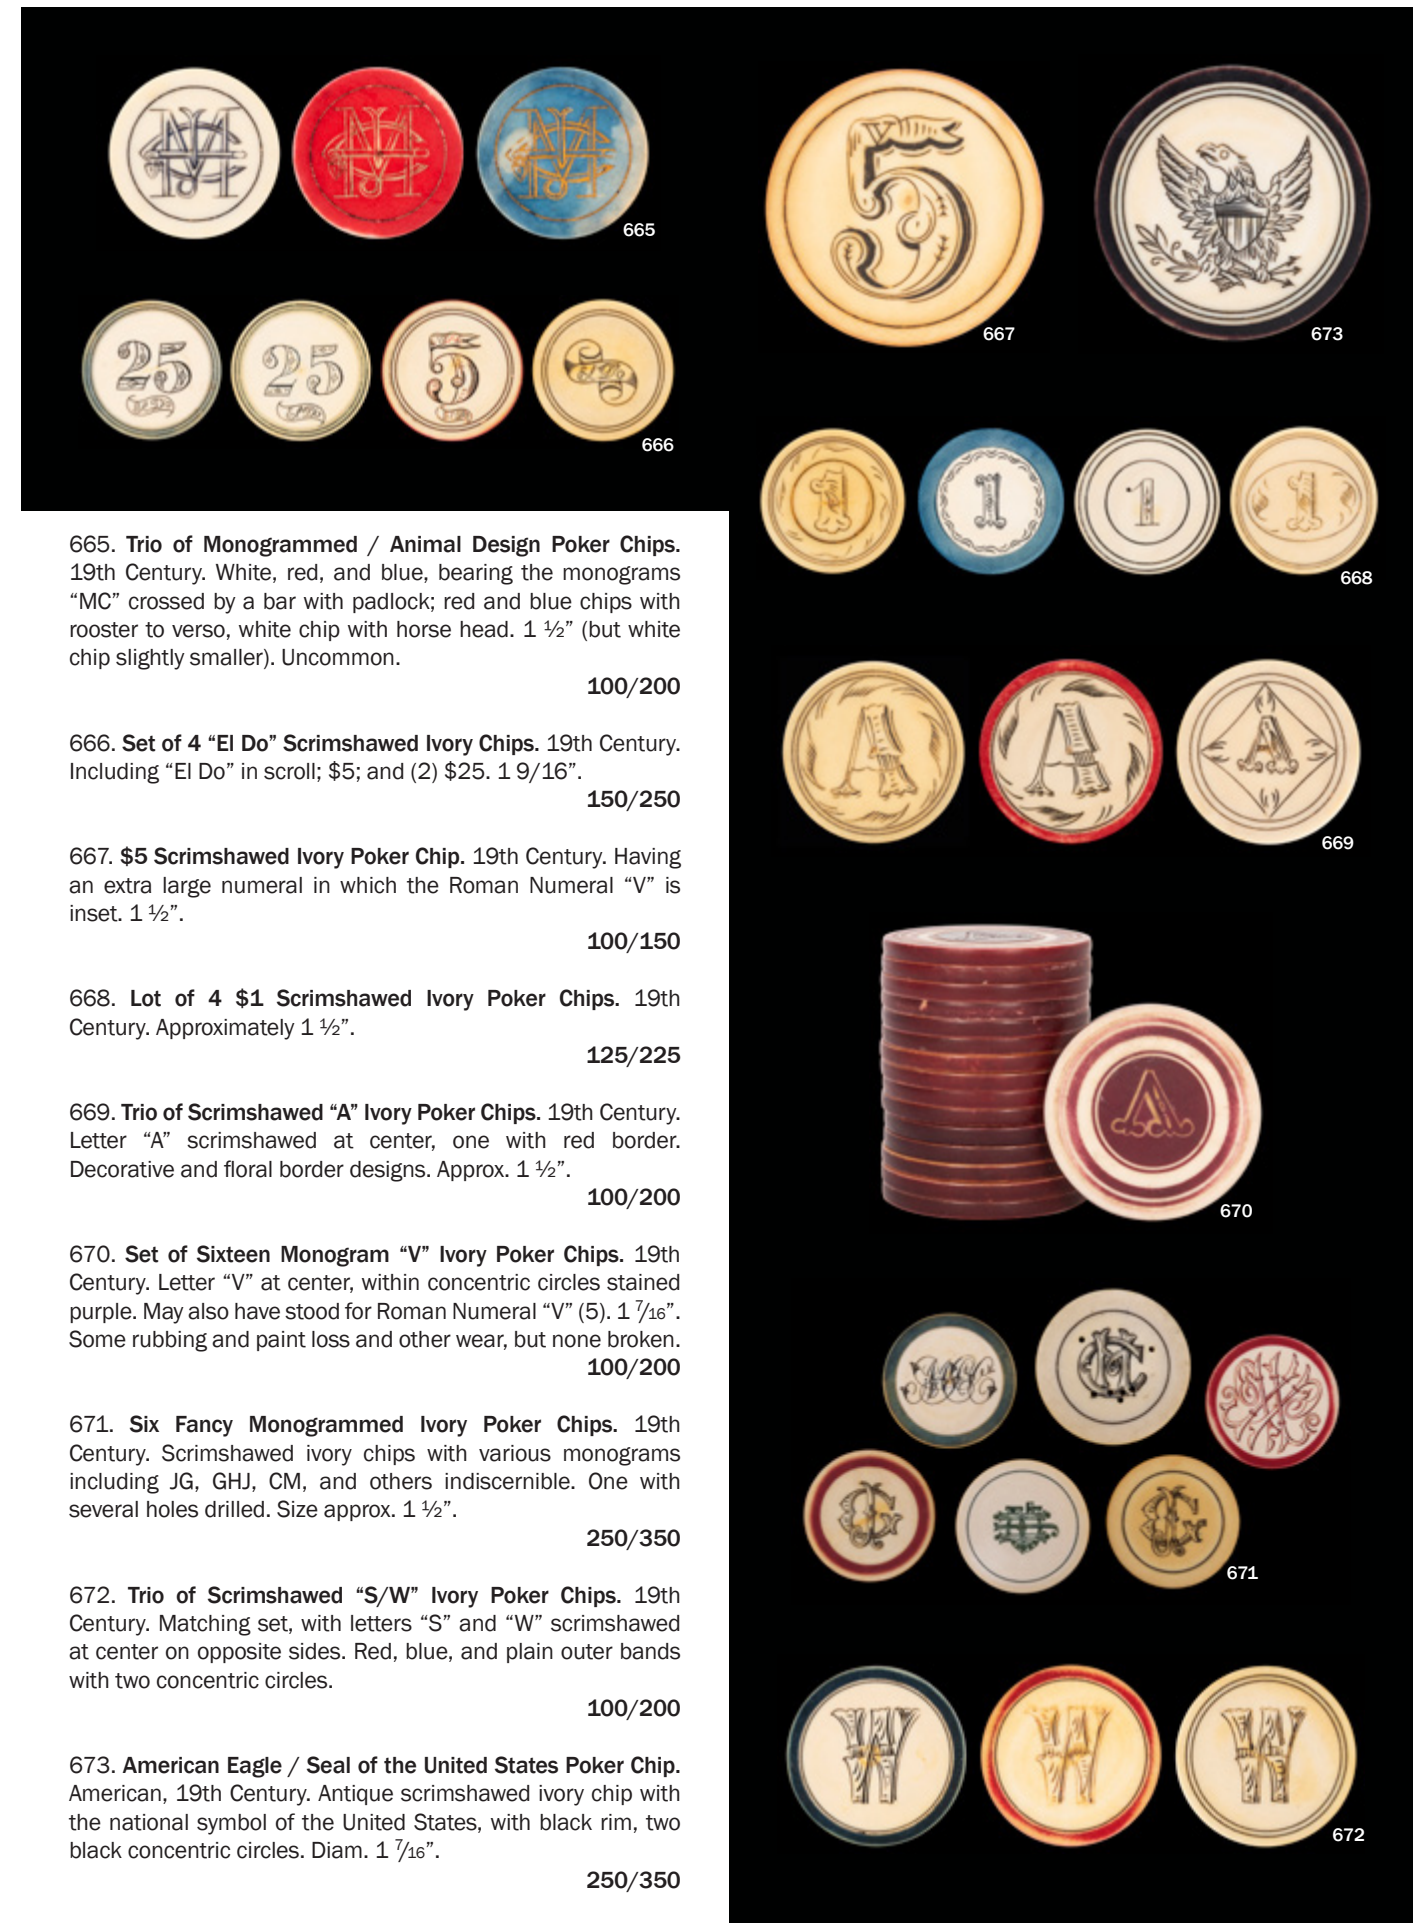 665
667
673
25
25
5
666
1
1
1
1
668
665. Trio of Monogrammed / Animal Design Poker Chips.
19th Century. White, red, and blue, bearing the monograms
“MC” crossed by a bar with padlock; red and blue chips with
rooster to verso, white chip with horse head. 1 ½” (but white
chip slightly smaller). Uncommon.
100/200
666. Set of 4 “El Do” Scrimshawed Ivory Chips. 19th Century.
Including “El Do” in scroll; $5; and (2) $25. 1 9/16”.
150/250
667. $5 Scrimshawed Ivory Poker Chip. 19th Century. Having
an extra large numeral in which the Roman Numeral “V” is
inset. 1 ½”.
100/150
668. Lot of 4 $1 Scrimshawed Ivory Poker Chips. 19th
Century. Approximately 1 ½”.
125/225
669. Trio of Scrimshawed “A” Ivory Poker Chips. 19th Century.
Letter “A” scrimshawed at center, one with red border.
Decorative and floral border designs. Approx. 1 ½”.
100/200
670. Set of Sixteen Monogram “V” Ivory Poker Chips. 19th
Century. Letter “V” at center, within concentric circles stained
purple. May also have stood for Roman Numeral “V” (5). 1 7/16”.
Some rubbing and paint loss and other wear, but none broken.
100/200
671. Six Fancy Monogrammed Ivory Poker Chips. 19th
Century. Scrimshawed ivory chips with various monograms
including JG, GHJ, CM, and others indiscernible. One with
several holes drilled. Size approx. 1 ½”.
250/350
672. Trio of Scrimshawed “S/W” Ivory Poker Chips. 19th
Century. Matching set, with letters “S” and “W” scrimshawed
at center on opposite sides. Red, blue, and plain outer bands
with two concentric circles.
100/200
673. American Eagle / Seal of the United States Poker Chip.
American, 19th Century. Antique scrimshawed ivory chip with
the national symbol of the United States, with black rim, two
black concentric circles. Diam. 1 7/16”.
250/350
5
A
A
A
669
A
670
671
W
W
W
672